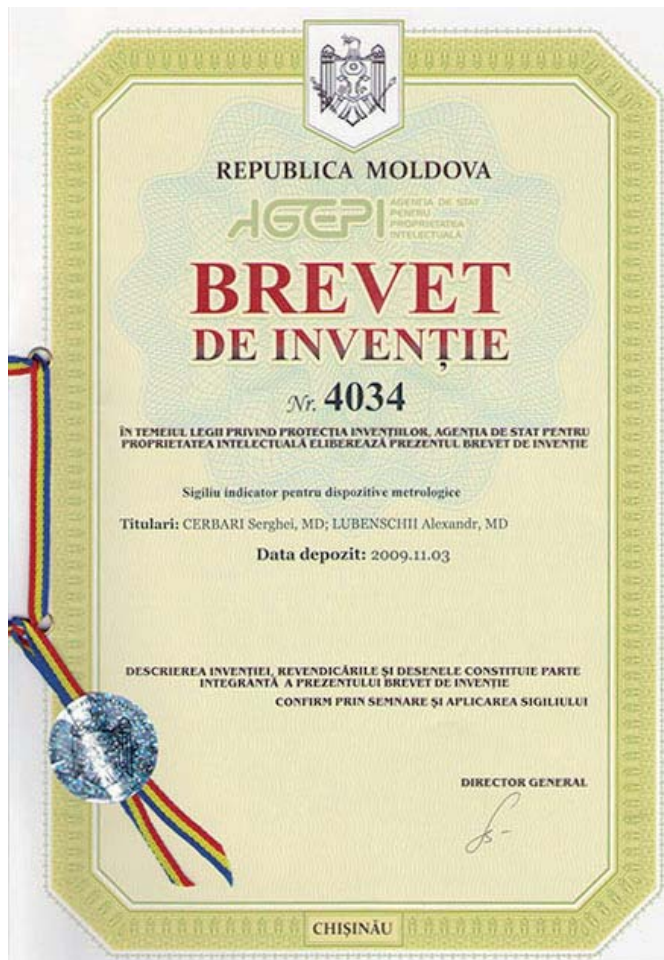 REPUBLICA MOLDOVA
AGEPI
AGENȚIA DE STAT
PENTRU
PROPRIETATEA
INTELECTUALĂ
BREVET
DE INVENȚIE
Nr. 4034
ÎN TEMEIUL LEGII PRIVIND PROTECȚIA INVENȚIILOR, AGENȚIA DE STAT PENTRU
PROPRIETATEA INTELECTUALĂ ELIBEREAZĂ PREZENTUL BREVET DE INVENȚIE
Sigiliu indicator pentru dispozitive metrologice
Titulari: CERBARI Serghei, MD; LUBENSCHII Alexandr, MD
Data depozit: 2009.11.03
DESCRIEREA INVENȚIEI, REVENDICĂRILE ȘI DESENELE CONSTITUIE PARTE
INTEGRANTĂ A PREZENTULUI BREVET DE INVENȚIE
CONFIRM PRIN SEMNARE ȘI APLICAREA SIGILIULUI
DIRECTOR GENERAL
CHIȘINĂU